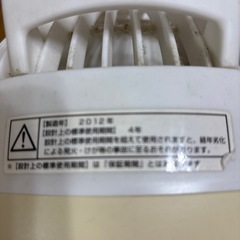 【製造年】2012年
【設計上の標準使用期間】4年
設計上の標準使用期間を超えて使用されますと、経年劣化
による発火・けが等の事故に至るおそれがあります。
【設計上の標準使用期間】は「保証期間」とは異なります